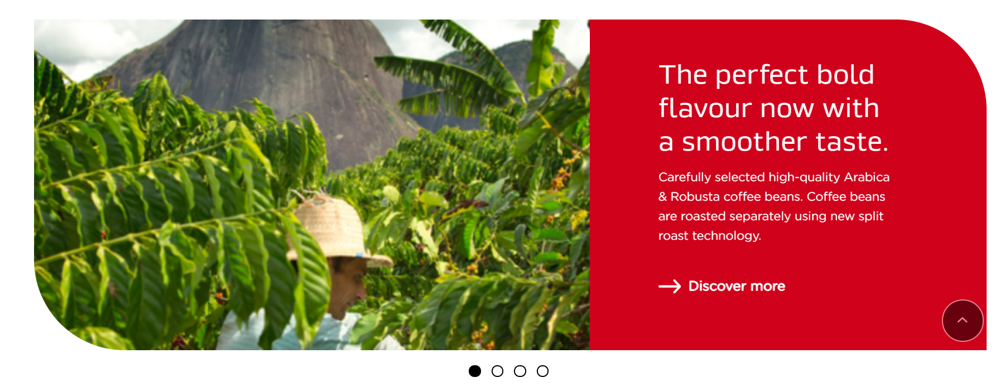 The perfect bold
flavour now with
a smoother taste.
Carefully selected high-quality Arabica
& Robusta coffee beans. Coffee beans
are roasted separately using new split
roast technology.
Discover more